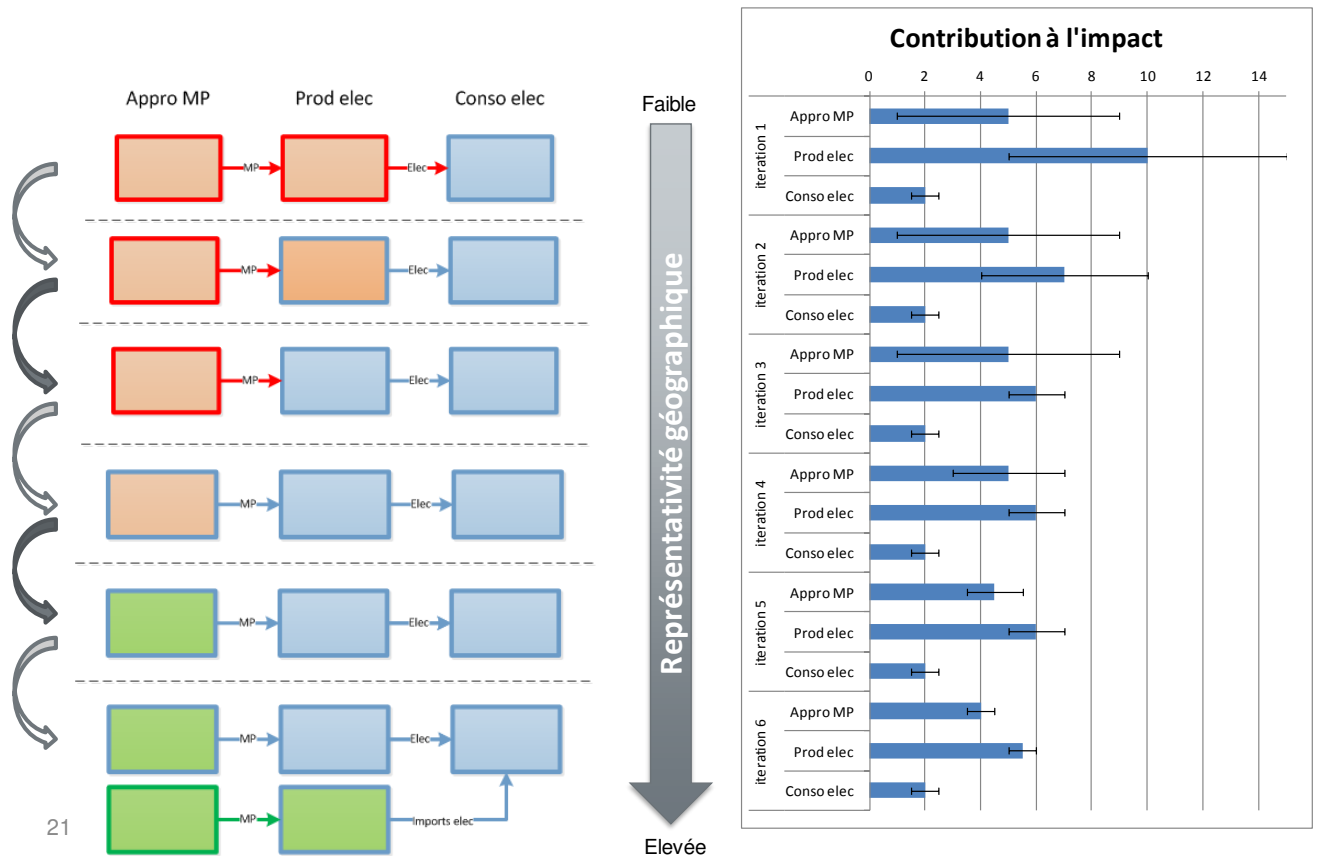 Appro MP
Prod elec
Conso elec
MP
Elec
MP
Elec
MP
Elec
MP
Elec
MP
Elec
MP
Elec
MP
Imports elec
21
Faible
Représentativité géographique
Elevée
Contribution à l'impact
0 2 4 6 8 10 12 14
iteration 1
Appro MP
Prod elec
Conso elec
iteration 2
Appro MP
Prod elec
Conso elec
iteration 3
Appro MP
Prod elec
Conso elec
iteration 4
Appro MP
Prod elec
Conso elec
iteration 5
Appro MP
Prod elec
Conso elec
iteration 6
Appro MP
Prod elec
Conso elec